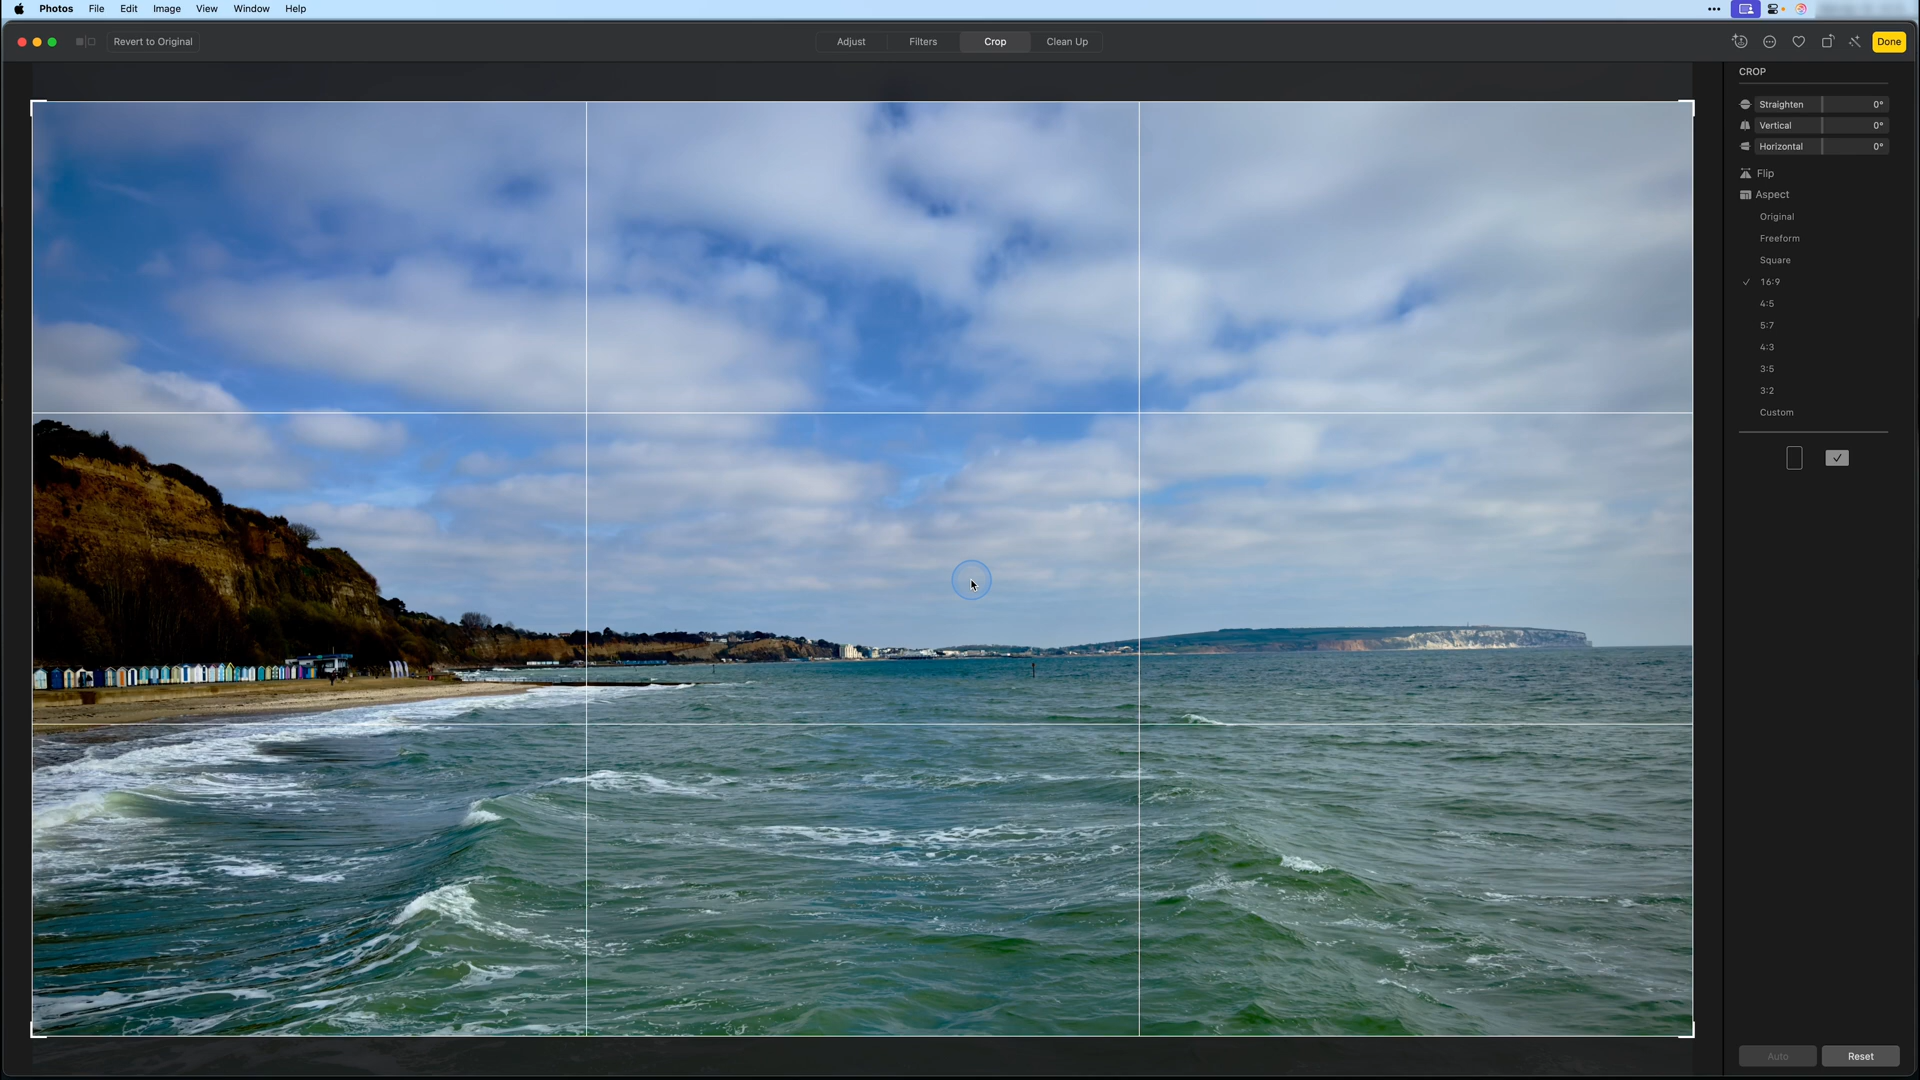 Photos File Edit Image View Window Help
Revert to Original Adjust Filters Crop Clean Up Done
CROP
Straighten 0°
Vertical 0°
Horizontal 0°
Flip
Aspect
Original
Freeform
Square
16:9
4:5
5:7
4:3
3:5
3:2
Custom
Auto Reset